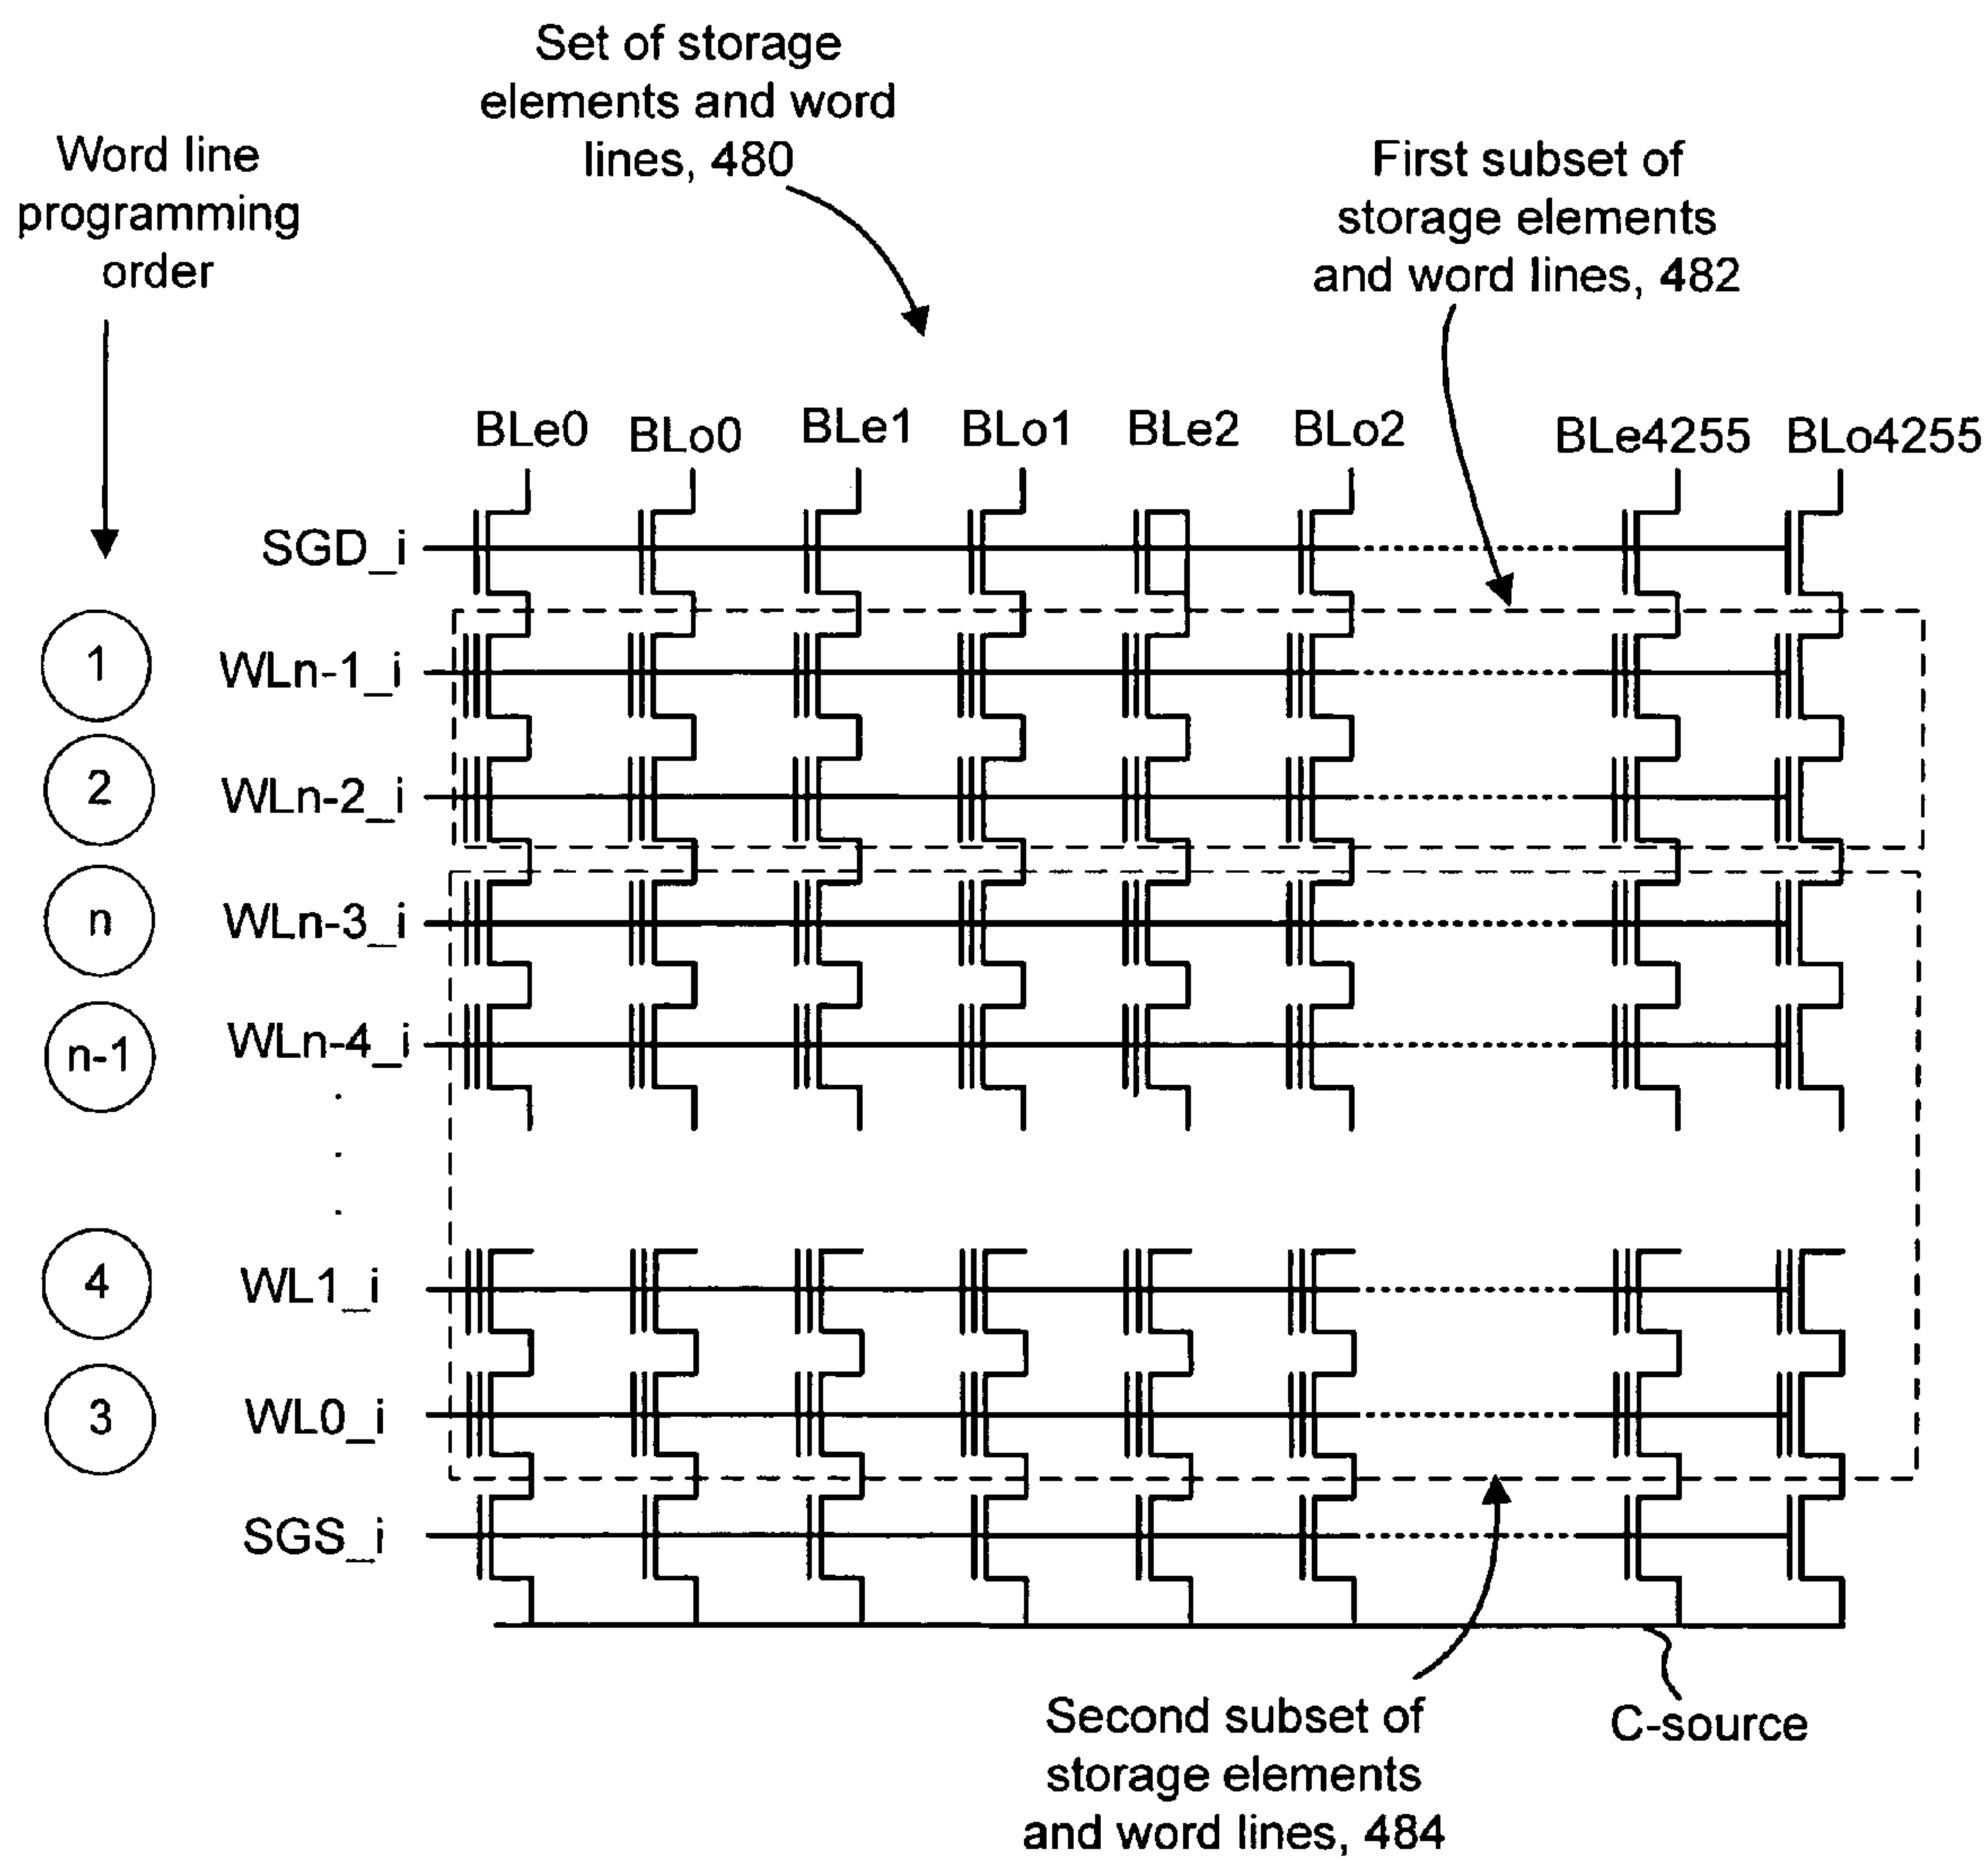 Set of storage
elements and word
lines, 480
Word line
programming
order
First subset of
storage elements
and word lines, 482
BLe0 BLo0 BLe1 BLo1 BLe2 BLo2 BLe4255 BLo4255
SGD_i
1 WLn-1_i
2 WLn-2_i
n WLn-3_i
n-1 WLn-4_i
.
.
.
4 WL1_i
3 WL0_i
SGS_i
Second subset of
storage elements
and word lines, 484
C-source